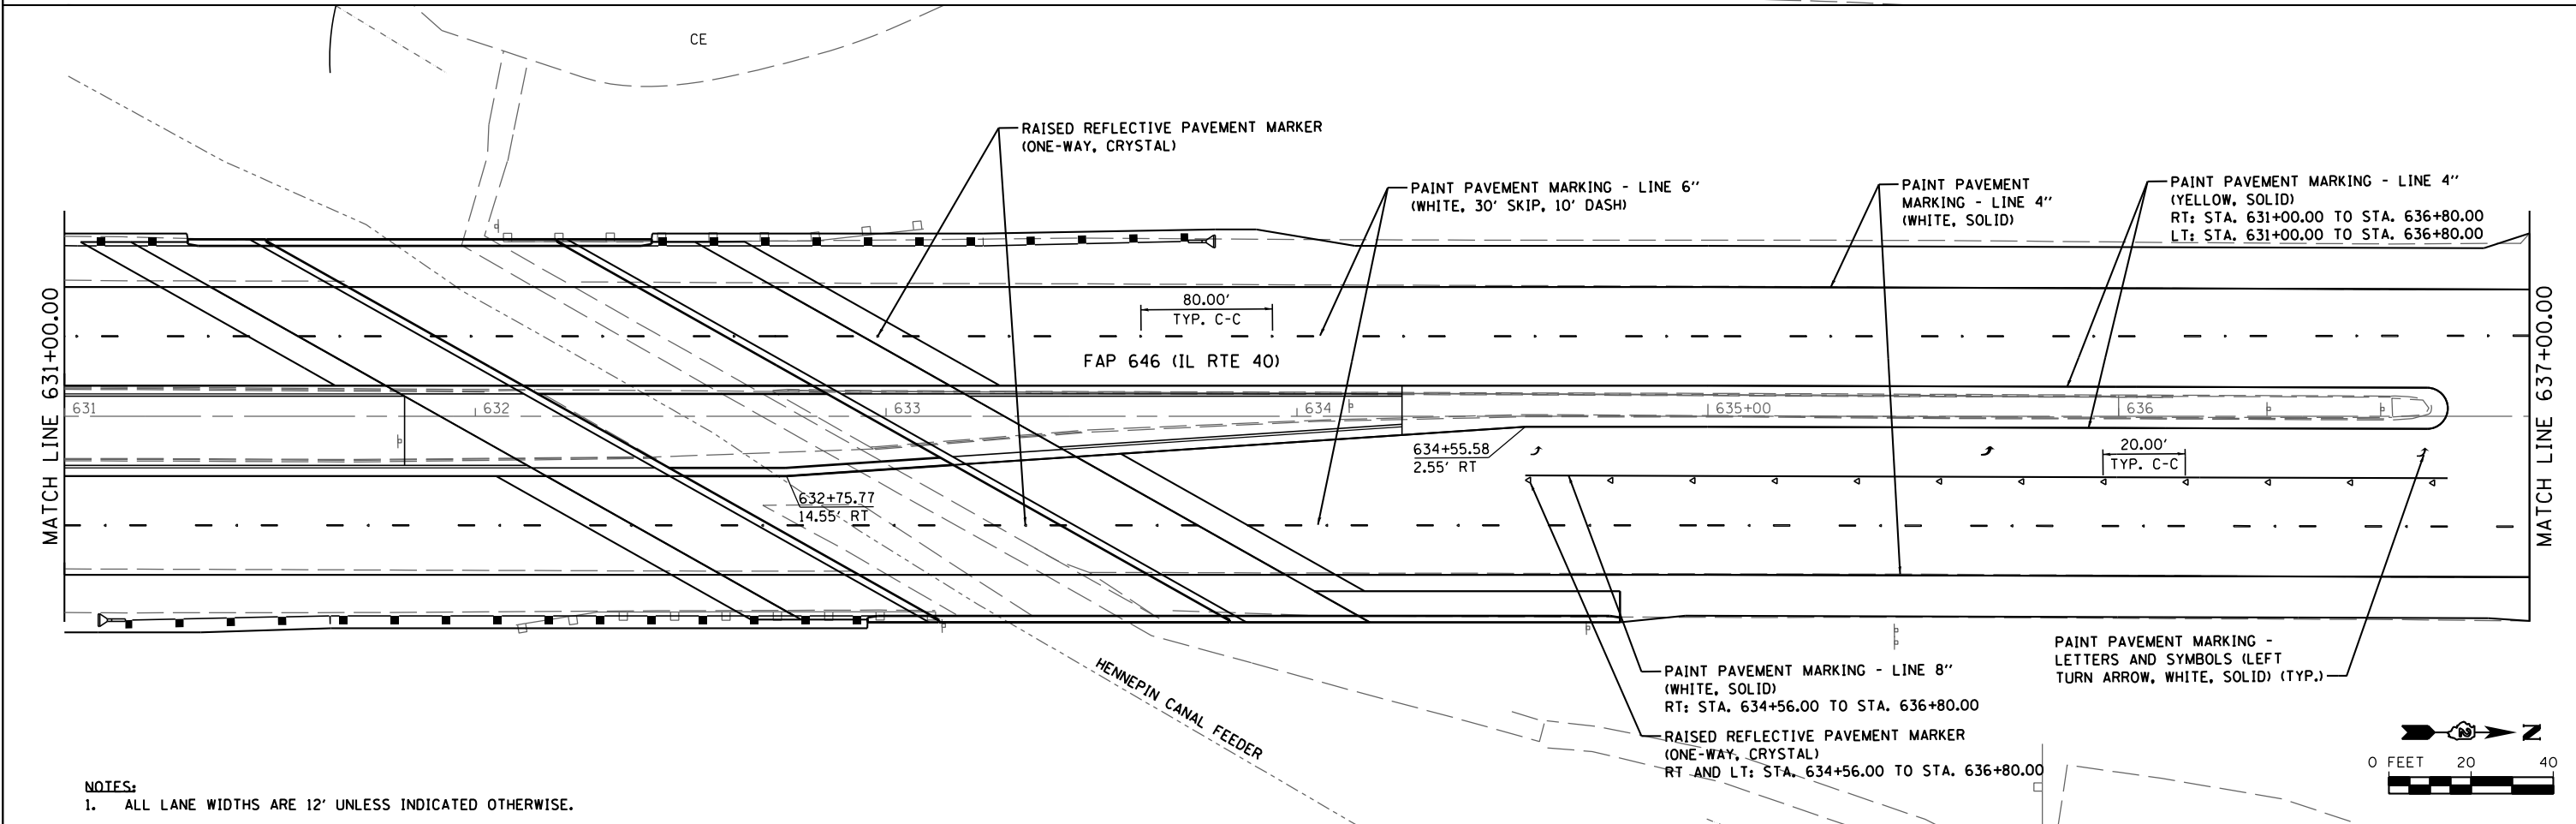 CE
RAISED REFLECTIVE PAVEMENT MARKER
(ONE-WAY, CRYSTAL)
PAINT PAVEMENT MARKING - LINE 6"
(WHITE, 30' SKIP, 10' DASH)
PAINT PAVEMENT
MARKING - LINE 4"
(WHITE, SOLID)
PAINT PAVEMENT MARKING - LINE 4"
(YELLOW, SOLID)
RT: STA. 631+00.00 TO STA. 636+80.00
LT: STA. 631+00.00 TO STA. 636+80.00
MATCH LINE 631+00.00
80.00'
TYP. C-C
FAP 646 (IL RTE 40)
631
632
633
634
635+00
636
634+55.58
2.55' RT
20.00'
TYP. C-C
632+75.77
14.55' RT
MATCH LINE 637+00.00
HENNEPIN CANAL FEEDER
PAINT PAVEMENT MARKING - LINE 8"
(WHITE, SOLID)
RT: STA. 634+56.00 TO STA. 636+80.00
RAISED REFLECTIVE PAVEMENT MARKER
(ONE-WAY, CRYSTAL)
RT AND LT: STA. 634+56.00 TO STA. 636+80.00
PAINT PAVEMENT MARKING -
LETTERS AND SYMBOLS (LEFT
TURN ARROW, WHITE, SOLID) (TYP.)
N
0 FEET 20 40
NOTES:
1. ALL LANE WIDTHS ARE 12' UNLESS INDICATED OTHERWISE.